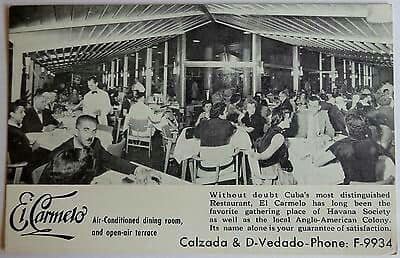 El Carmelo
Air-Conditioned dining room,
and open-air terrace
Without doubt Cuba's most distinguished
Restaurant, El Carmelo has long been the
favorite gathering place of Havana Society
as well as the local Anglo-American Colony.
Its name alone is your guarantee of satisfaction.
Calzada & D-Vedado-Phone: F-9934